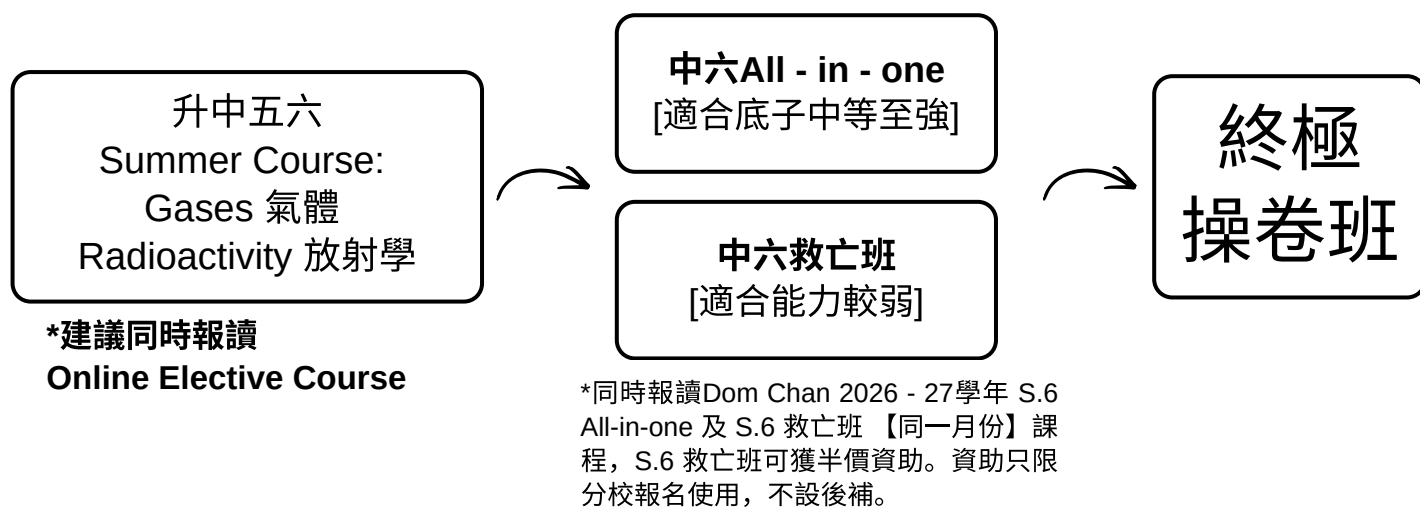 升中五六
Summer Course:
Gases 氣體
Radioactivity 放射學
*建議同時報讀
Online Elective Course
中六All - in - one
[適合底子中等至強]
中六救亡班
[適合能力較弱]
*同時報讀Dom Chan 2026 - 27學年 S.6
All-in-one 及 S.6 救亡班 【同一月份】課
程，S.6 救亡班可獲半價資助。資助只限
分校報名使用，不設後補。
終極
操卷班